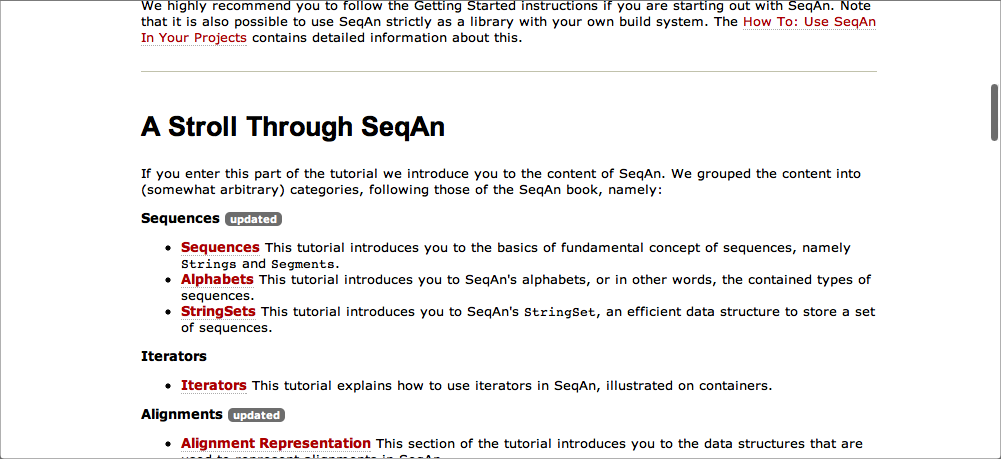 We highly recommend you to follow the Getting Started instructions if you are starting out with SeqAn. Note
that it is also possible to use SeqAn strictly as a library with your own build system. The How To: Use SeqAn
In Your Projects contains detailed information about this.
A Stroll Through SeqAn
If you enter this part of the tutorial we introduce you to the content of SeqAn. We grouped the content into
(somewhat arbitrary) categories, following those of the SeqAn book, namely:
Sequences updated
• Sequences This tutorial introduces you to the basics of fundamental concept of sequences, namely
Strings and Segments.
• Alphabets This tutorial introduces you to SeqAn's alphabets, or in other words, the contained types of
sequences.
• StringSets This tutorial introduces you to SeqAn's StringSet, an efficient data structure to store a set
of sequences.
Iterators
• Iterators This tutorial explains how to use iterators in SeqAn, illustrated on containers.
Alignments updated
• Alignment Representation This section of the tutorial introduces you to the data structures that are
used to represent alignments in SeqAn